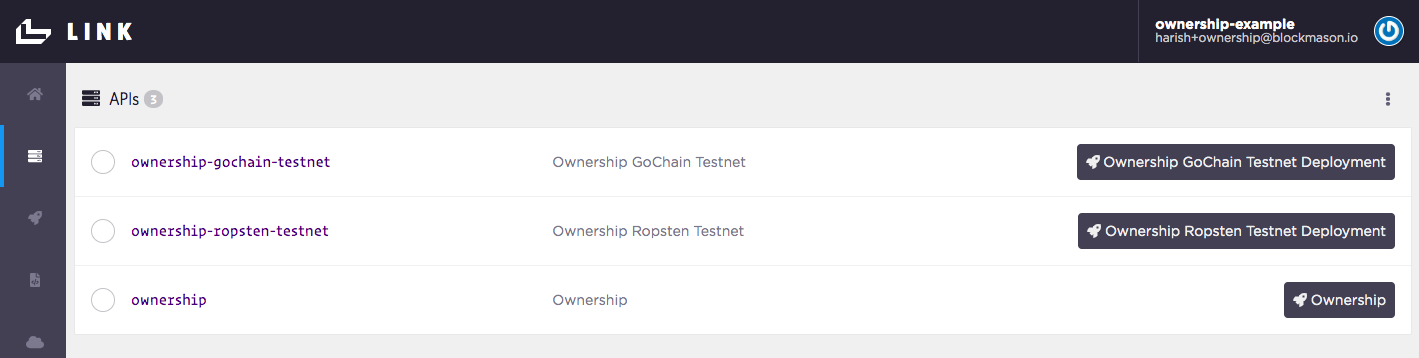 LINK
ownership-example
harish+ownership@blockmason.io
APIs 3
ownership-gochain-testnet Ownership GoChain Testnet Ownership GoChain Testnet Deployment
ownership-ropsten-testnet Ownership Ropsten Testnet Ownership Ropsten Testnet Deployment
ownership Ownership Ownership